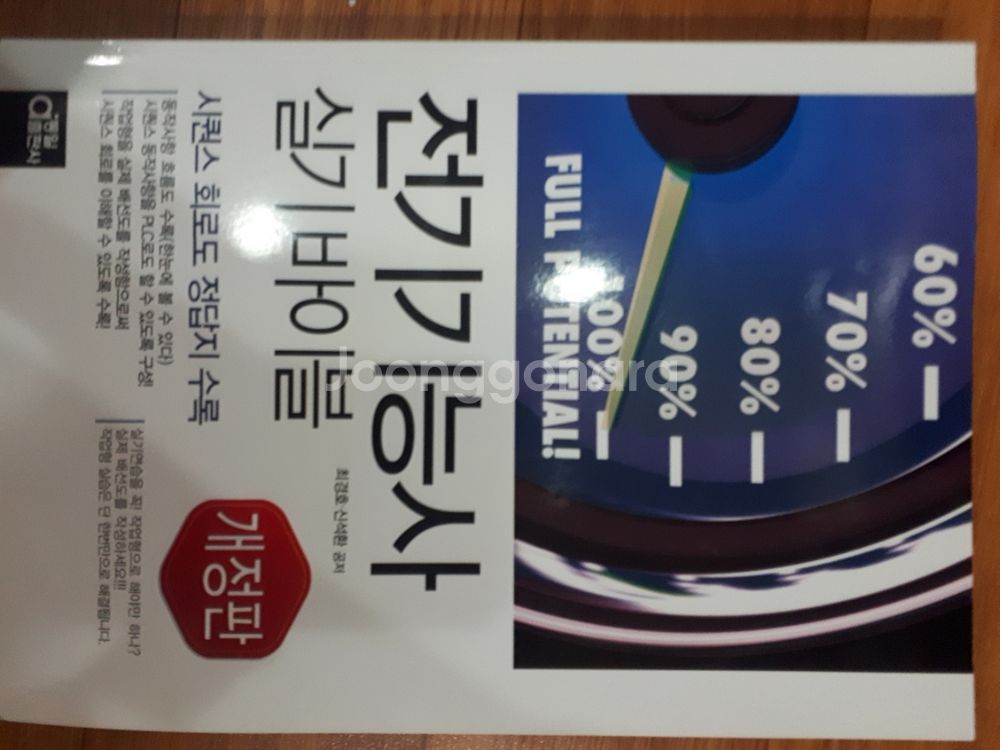 60%
70%
80%
90%
100%
FULL POTENTIAL!
전기기능사
실기 바이블
최경호·신석환 공저
시퀀스 회로도 정답지 수록
동작사항 흐름도 수록(한눈에 볼 수 있다)
시퀀스 동작사항을 PLC로도 할 수 있도록 구성!
작업형을 실제 배선도를 작성함으로써
시퀀스 회로를 이해할 수 있도록 수록!
개정판
실기연습을 꼭! 작업형으로 해야만 하나?
실제 배선도를 작성하세요!!!
작업형 실습은 단 한번만으로 해결됩니다.
명일
출판사
Joonggonara